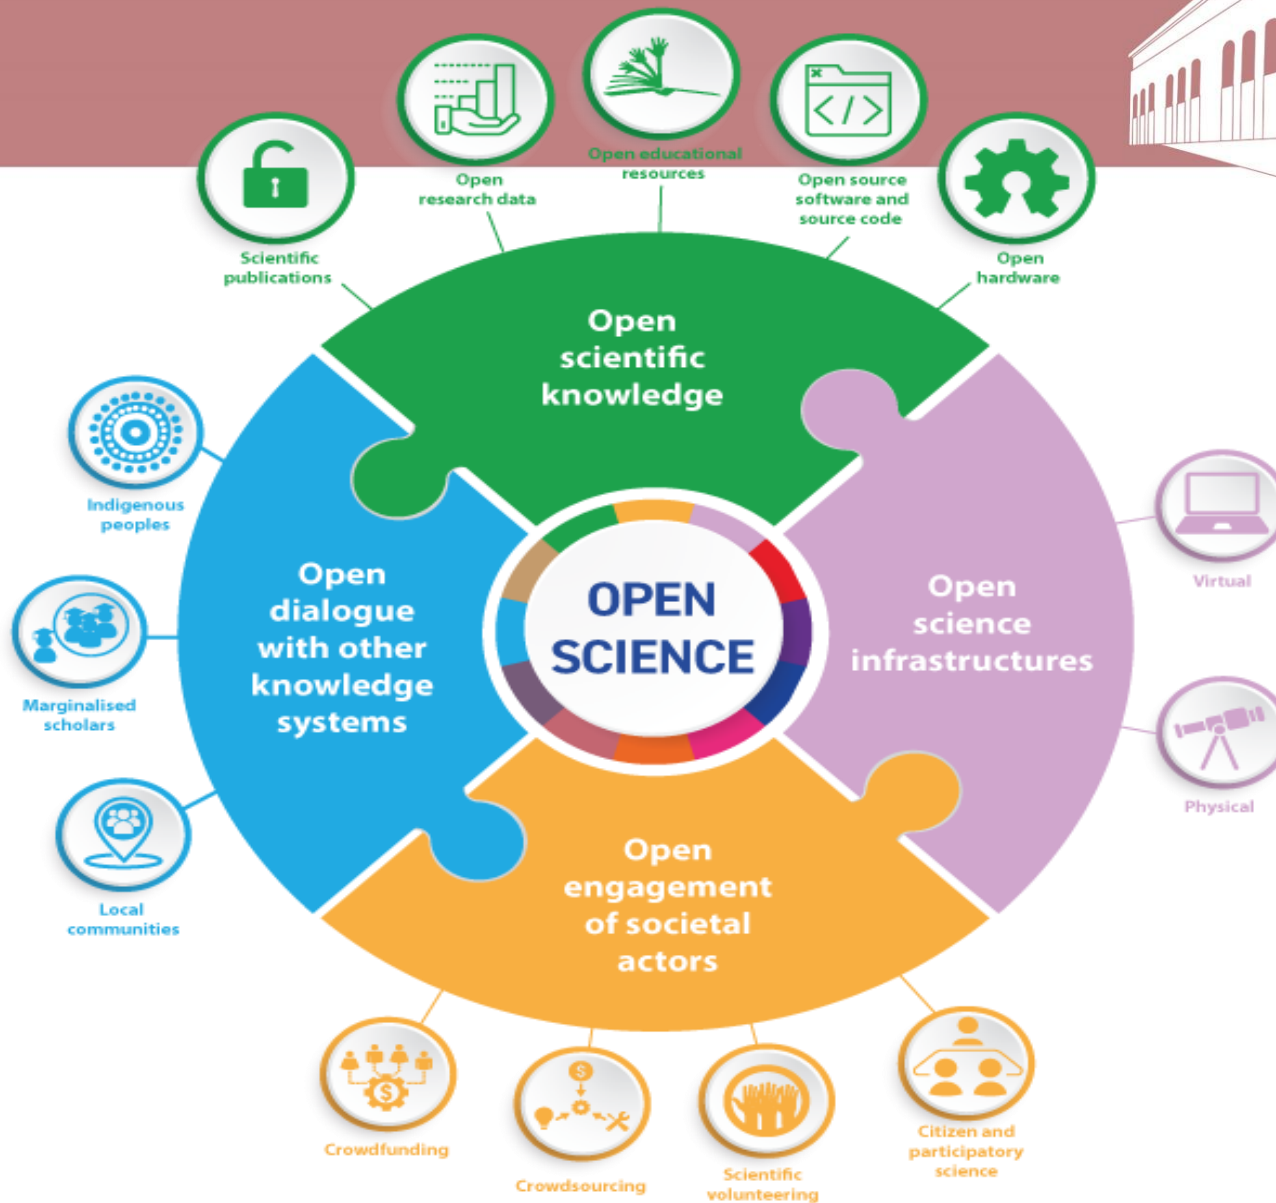 Open educational
resources
Open
research data
Open source
software and
source code
Scientific
publications
Open
hardware
Open
scientific
knowledge
Indigenous
peoples
Virtual
Open
dialogue
with other
knowledge
systems
OPEN
SCIENCE
Open
science
infrastructures
Marginalised
scholars
Physical
Local
communities
Open
engagement
of societal
actors
Crowdfunding
$
Crowdsourcing
$
Scientific
volunteering
Citizen and
participatory
science